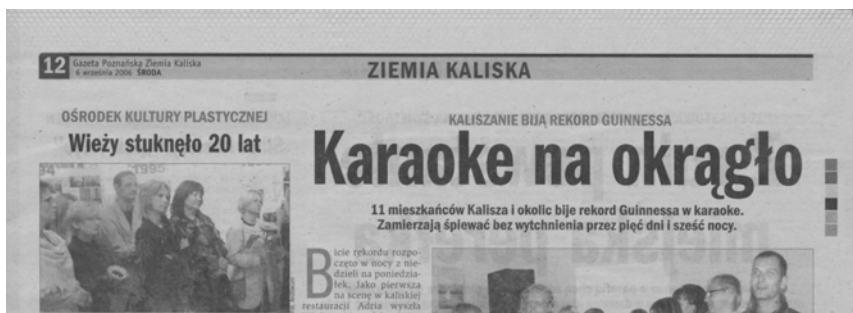 12
Gazeta Poznańska Ziemia Kaliska
6 września 2006 ŚRODA
ZIEMIA KALISKA
OŚRODEK KULTURY PLASTYCZNEJ
Wieży stuknęło 20 lat
1995
KALISZANIE BIJĄ REKORD GUINNESSA
Karaoke na okrągło
11 mieszkańców Kalisza i okolic bije rekord Guinnessa w karaoke.
Zamierzają śpiewać bez wytchnienia przez pięć dni i sześć nocy.
Bicie rekordu rozpo-
częto w nocy z nie-
dzieli na poniedzia-
łek. Jako pierwsza
na scenę w kaliskiej
restauracji Adria wyszła